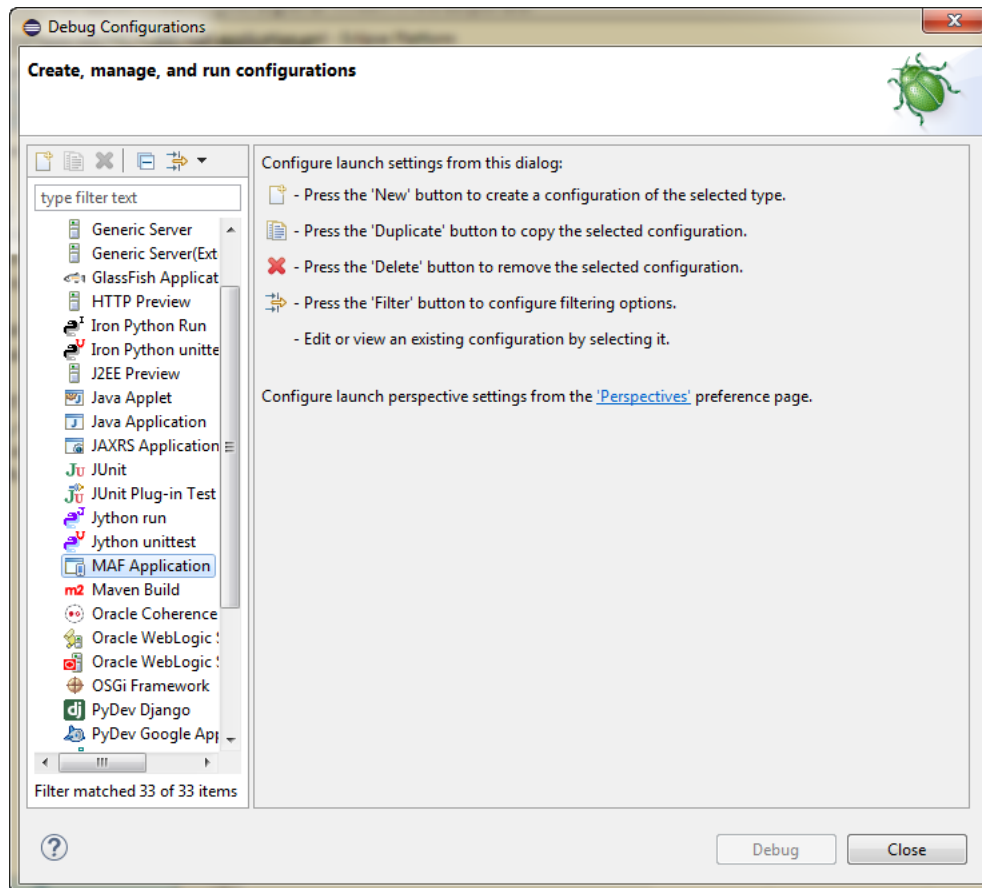 Debug Configurations
Create, manage, and run configurations
type filter text
Generic Server
Generic Server(Ext
GlassFish Applicat
HTTP Preview
Iron Python Run
Iron Python unitte
J2EE Preview
Java Applet
Java Application
JAXRS Application
JUnit
JUnit Plug-in Test
Jython run
Jython unittest
MAF Application
m2 Maven Build
Oracle Coherence
Oracle WebLogic
Oracle WebLogic
OSGi Framework
dj PyDev Django
PyDev Google App
Filter matched 33 of 33 items
Configure launch settings from this dialog:
- Press the 'New' button to create a configuration of the selected type.
- Press the 'Duplicate' button to copy the selected configuration.
- Press the 'Delete' button to remove the selected configuration.
- Press the 'Filter' button to configure filtering options.
- Edit or view an existing configuration by selecting it.
Configure launch perspective settings from the 'Perspectives' preference page.
Debug
Close